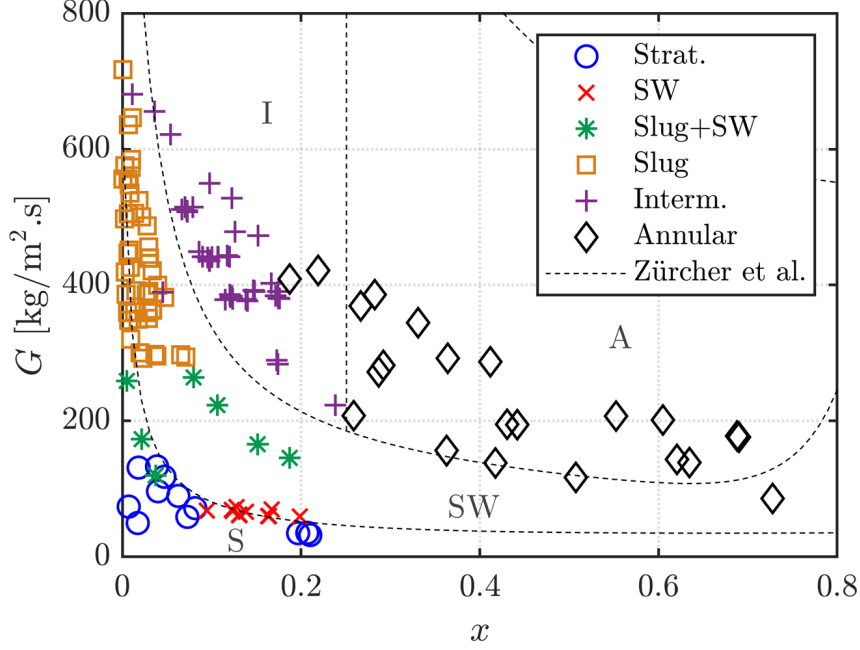 800
600
400
200
0
G [kg/m².s]
0
0.2
0.4
0.6
0.8
x
I
A
SW
S
Strat.
SW
Slug+SW
Slug
Interm.
Annular
Zürcher et al.